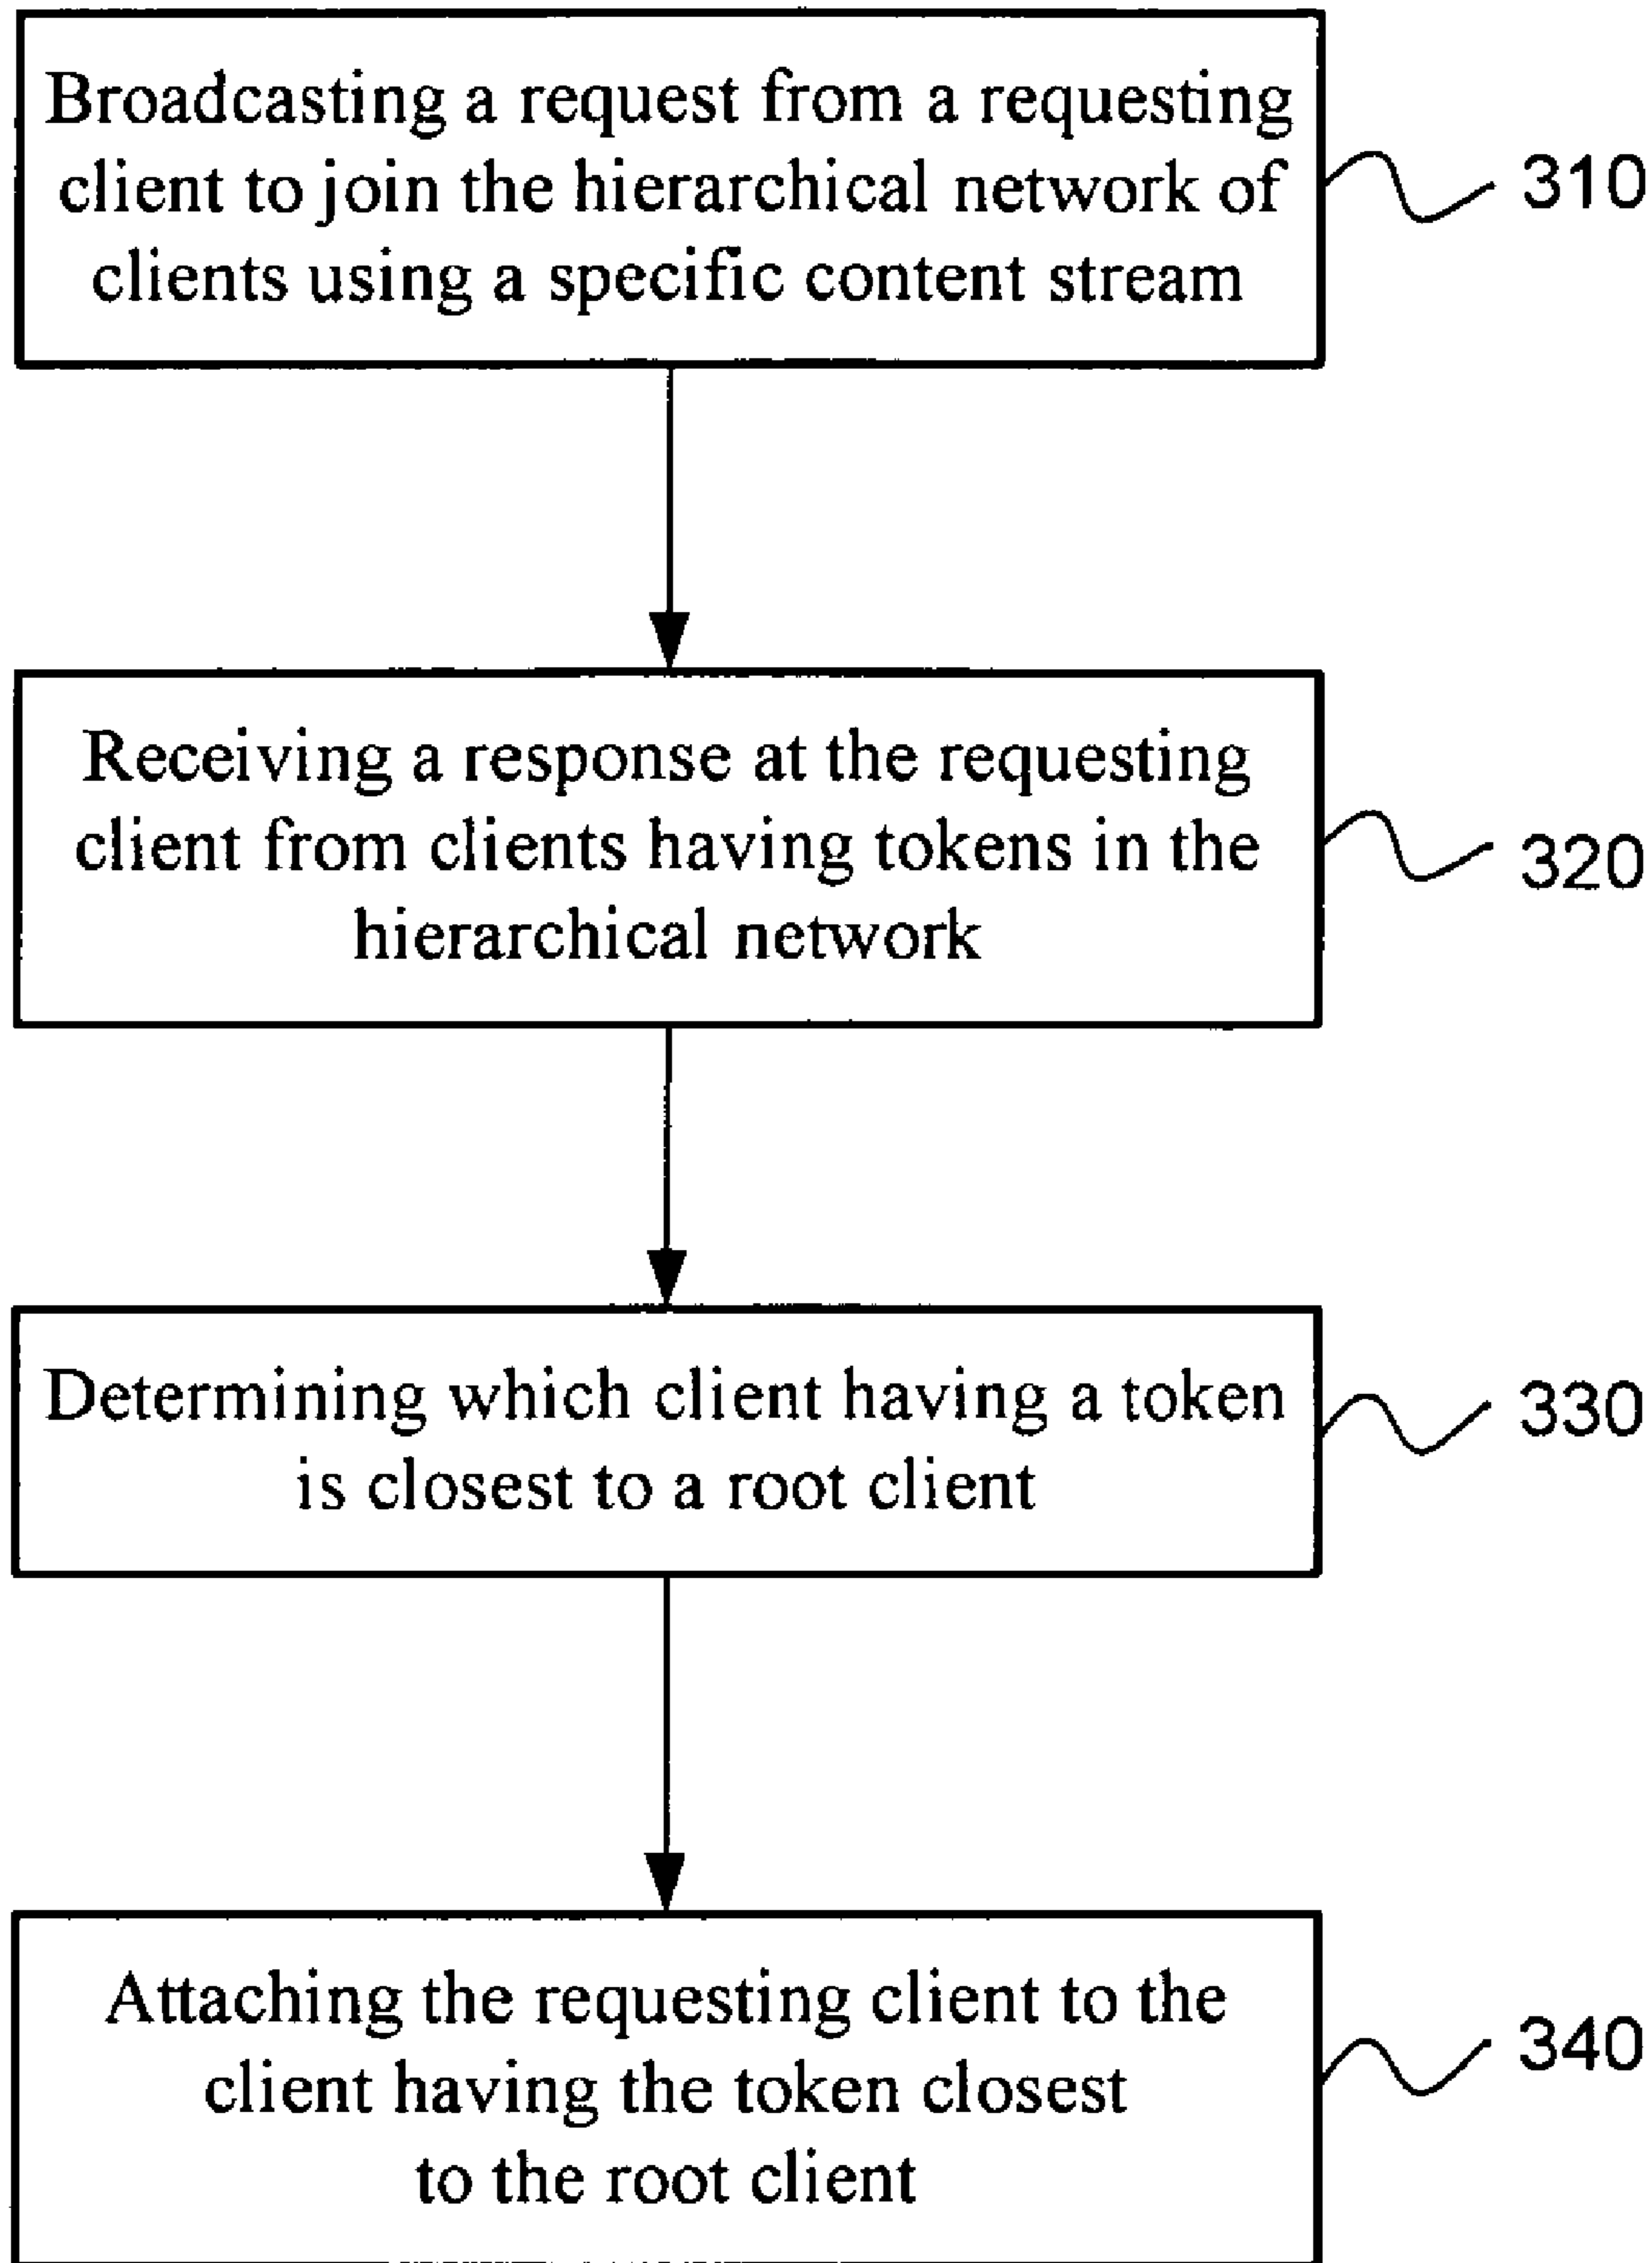 Broadcasting a request from a requesting
client to join the hierarchical network of
clients using a specific content stream
310
Receiving a response at the requesting
client from clients having tokens in the
hierarchical network
320
Determining which client having a token
is closest to a root client
330
Attaching the requesting client to the
client having the token closest
to the root client
340